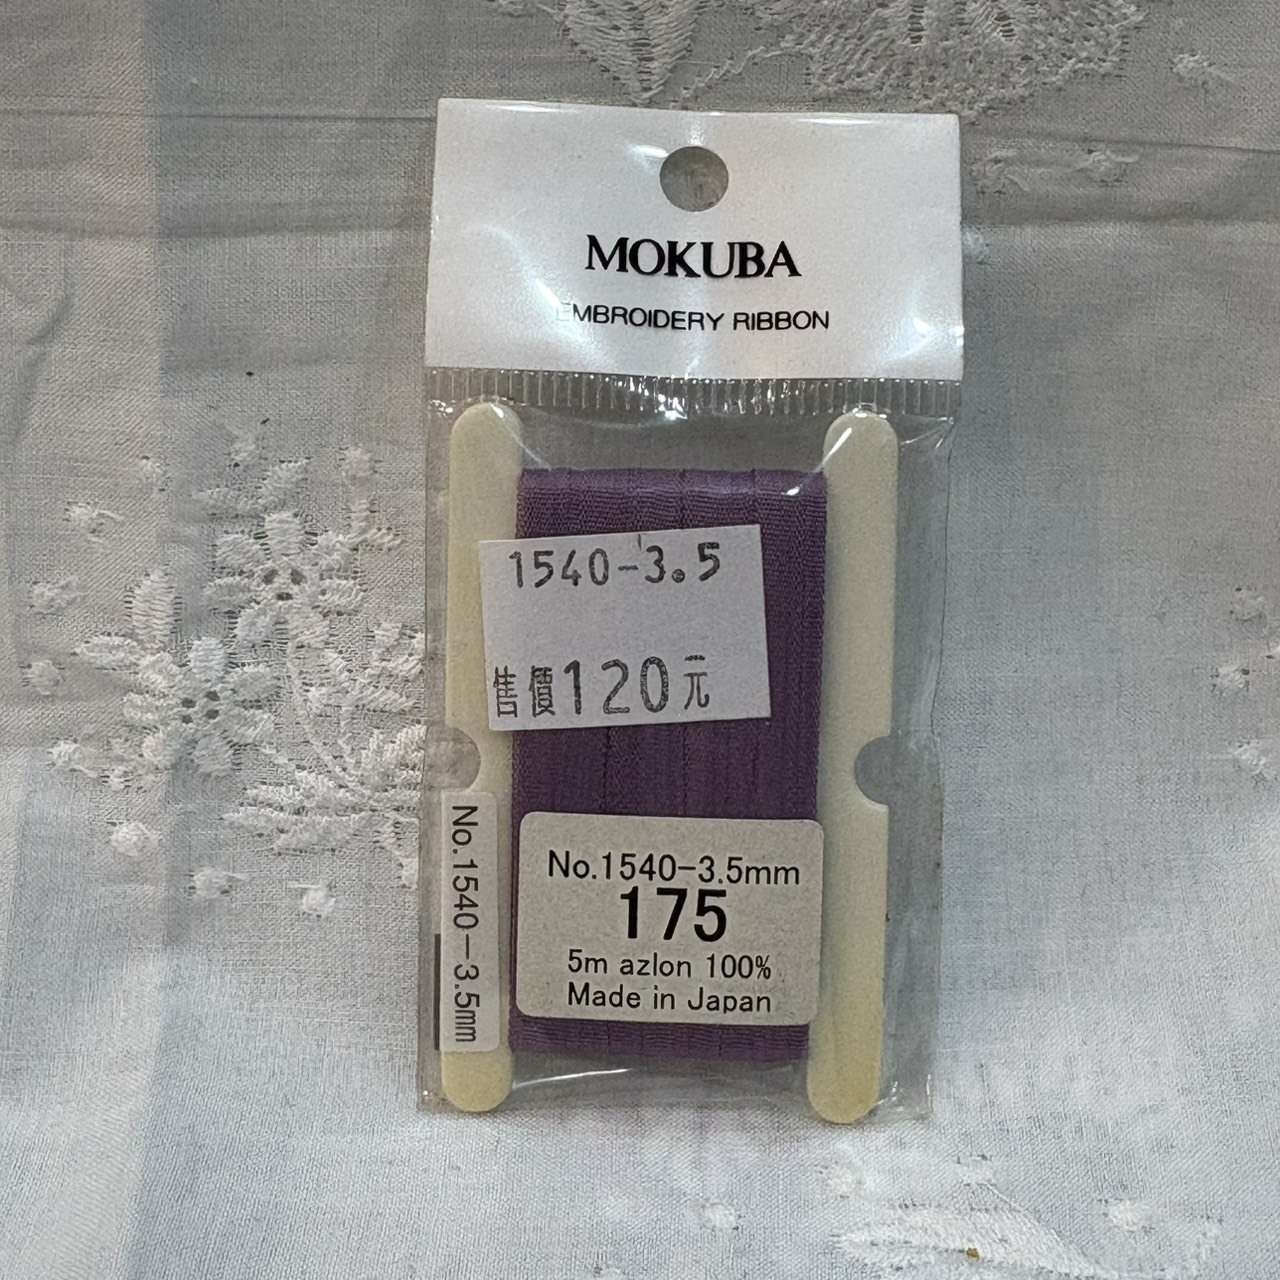 MOKUBA
EMBROIDERY RIBBON
1540-3.5
售價120元
No.1540-3.5mm
No.1540-3.5mm
175
5m azlon 100%
Made in Japan